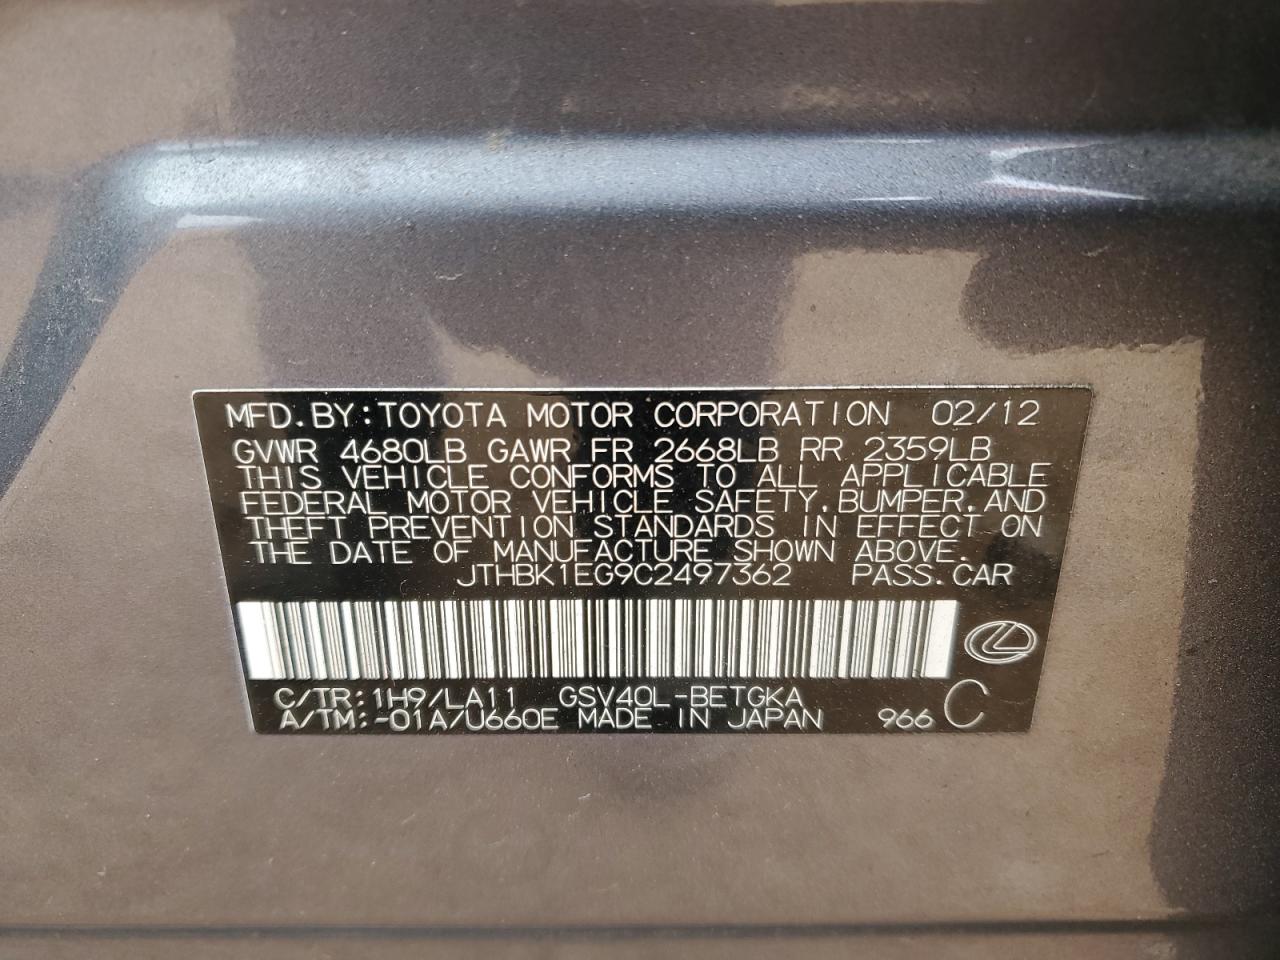 MFD. BY: TOYOTA MOTOR CORPORATION 02/12
GVWR 4680LB GAWR FR 2668LB RR 2359LB
THIS VEHICLE CONFORMS TO ALL APPLICABLE
FEDERAL MOTOR VEHICLE SAFETY, BUMPER, AND
THEFT PREVENTION STANDARDS IN EFFECT ON
THE DATE OF MANUFACTURE SHOWN ABOVE.
JTHBK1EG9C2497362 PASS. CAR
C/TR: 1H9/LA11 GSV40L-BETGKA
A/TM: -01A/U660E MADE IN JAPAN 966 C